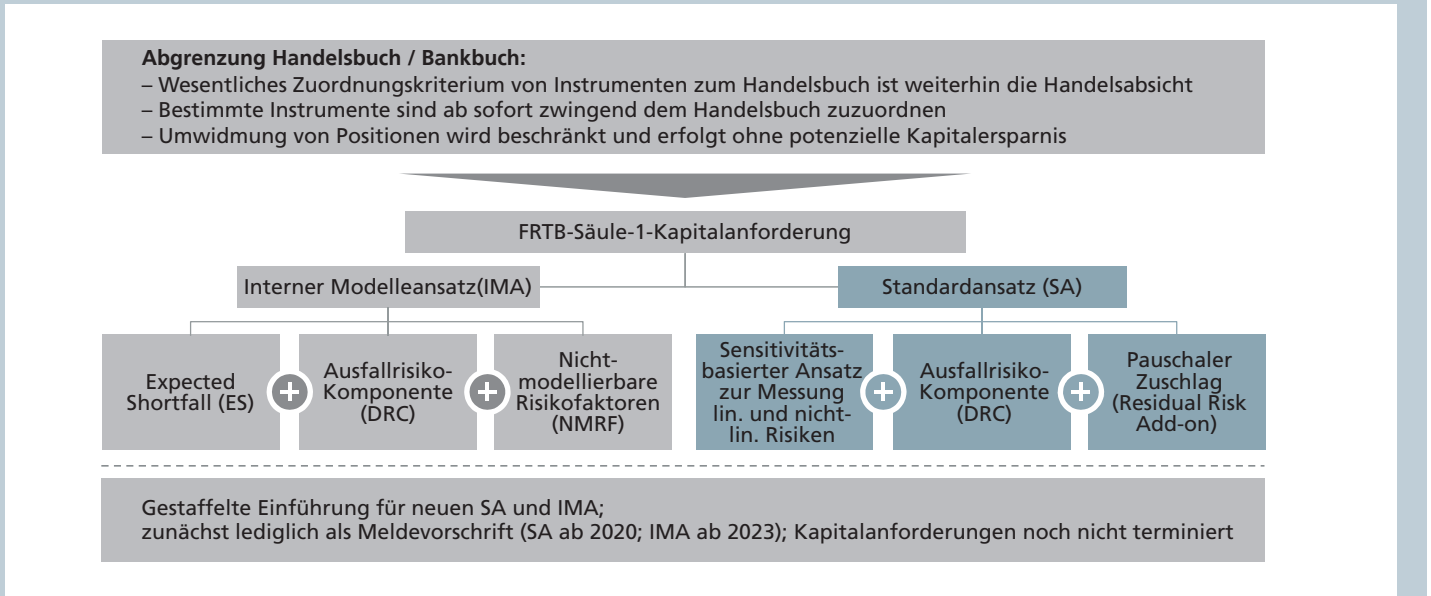 Abgrenzung Handelsbuch / Bankbuch:
– Wesentliches Zuordnungskriterium von Instrumenten zum Handelsbuch ist weiterhin die Handelsabsicht
– Bestimmte Instrumente sind ab sofort zwingend dem Handelsbuch zuzuordnen
– Umwidmung von Positionen wird beschränkt und erfolgt ohne potenzielle Kapitalersparnis
FRTB-Säule-1-Kapitalanforderung
Interner Modelleansatz(IMA)
Standardansatz (SA)
Expected
Shortfall (ES)
+
Ausfallrisiko-
Komponente
(DRC)
+
Nicht-
modellierbare
Risikofaktoren
(NMRF)
Sensitivitäts-
basierter Ansatz
zur Messung
lin. und nicht-
lin. Risiken
+
Ausfallrisiko-
Komponente
(DRC)
+
Pauschaler
Zuschlag
(Residual Risk
Add-on)
Gestaffelte Einführung für neuen SA und IMA;
zunächst lediglich als Meldevorschrift (SA ab 2020; IMA ab 2023); Kapitalanforderungen noch nicht terminiert